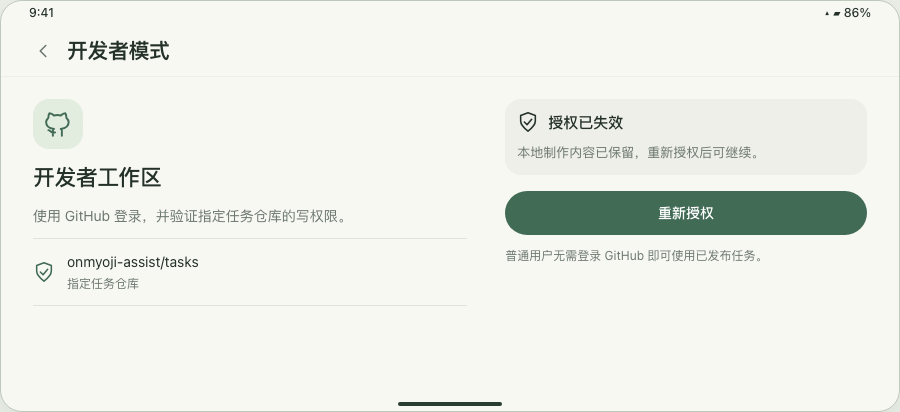 9:41
86%
开发者模式
开发者工作区
使用 GitHub 登录，并验证指定任务仓库的写权限。
onmyoji-assist/tasks
指定任务仓库
授权已失效
本地制作内容已保留，重新授权后可继续。
重新授权
普通用户无需登录 GitHub 即可使用已发布任务。